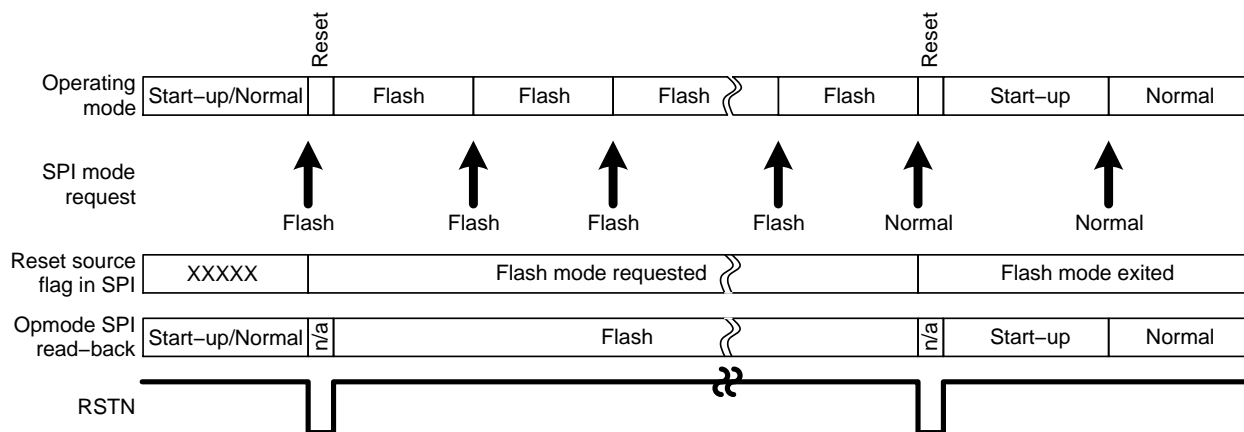 Reset
Reset
Operating
mode
Start−up/Normal
Flash
Flash
Flash
Flash
Start−up
Normal
SPI mode
request
Flash
Flash
Flash
Flash
Normal
Normal
Reset source
flag in SPI
XXXXX
Flash mode requested
Flash mode exited
Opmode SPI
read−back
Start−up/Normal
n/a
Flash
n/a
Start−up
Normal
RSTN